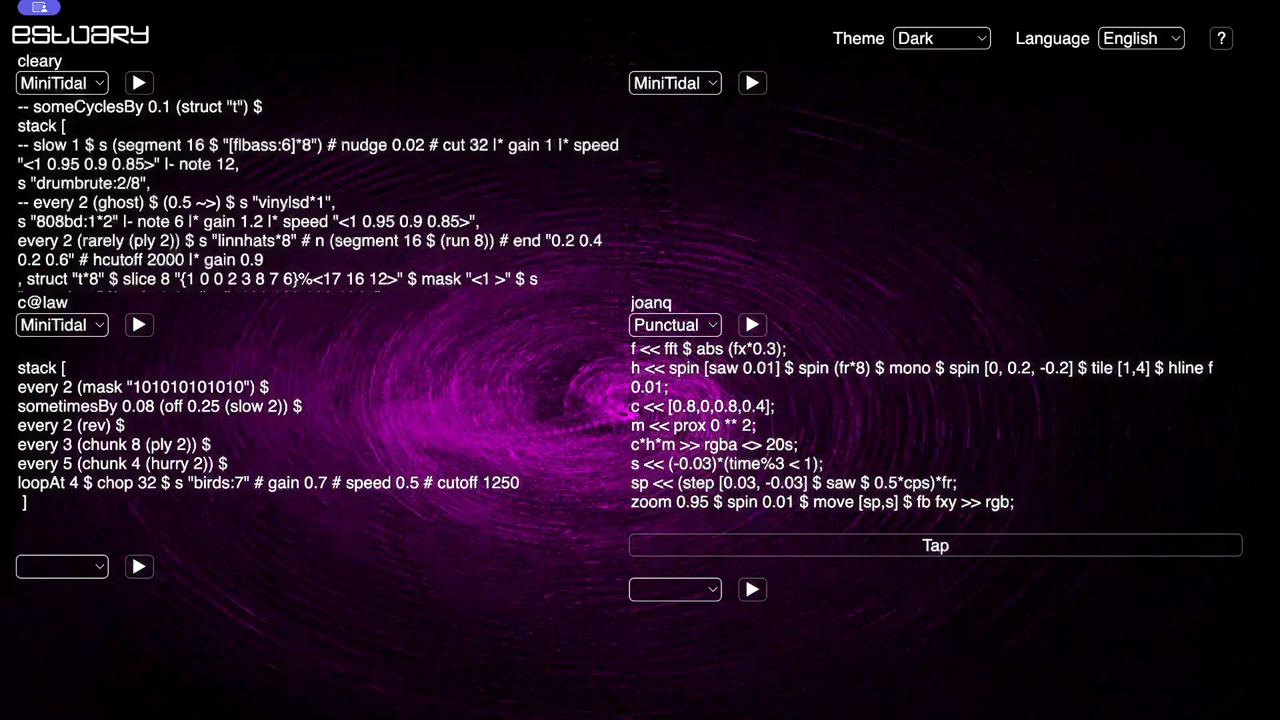 estuary
Theme Dark Language English ?
cleary
MiniTidal
-- someCyclesBy 0.1 (struct "t") $
stack [
-- slow 1 $ s (segment 16 $ "[flbass:6]*8") # nudge 0.02 # cut 32 |* gain 1 |* speed
"<1 0.95 0.9 0.85>" |- note 12,
s "drumbrute:2/8",
-- every 2 (ghost) $ (0.5 ~>) $ s "vinylsd*1",
s "808bd:1*2" |- note 6 |* gain 1.2 |* speed "<1 0.95 0.9 0.85>",
every 2 (rarely (ply 2)) $ s "linnhats*8" # n (segment 16 $ (run 8)) # end "0.2 0.4
0.2 0.6" # hcutoff 2000 |* gain 0.9
, struct "t*8" $ slice 8 "{1 0 0 2 3 8 7 6}%<17 16 12>" $ mask "<1 >" $ s
MiniTidal
c@law
MiniTidal
stack [
every 2 (mask "101010101010") $
sometimesBy 0.08 (off 0.25 (slow 2)) $
every 2 (rev) $
every 3 (chunk 8 (ply 2)) $
every 5 (chunk 4 (hurry 2)) $
loopAt 4 $ chop 32 $ s "birds:7" # gain 0.7 # speed 0.5 # cutoff 1250
]
joanq
Punctual
f << fft $ abs (fx*0.3);
h << spin [saw 0.01] $ spin (fr*8) $ mono $ spin [0, 0.2, -0.2] $ tile [1,4] $ hline f
0.01;
c << [0.8,0,0.8,0.4];
m << prox 0 ** 2;
c*h*m >> rgba <> 20s;
s << (-0.03)*(time%3 < 1);
sp << (step [0.03, -0.03] $ saw $ 0.5*cps)*fr;
zoom 0.95 $ spin 0.01 $ move [sp,s] $ fb fxy >> rgb;
Tap